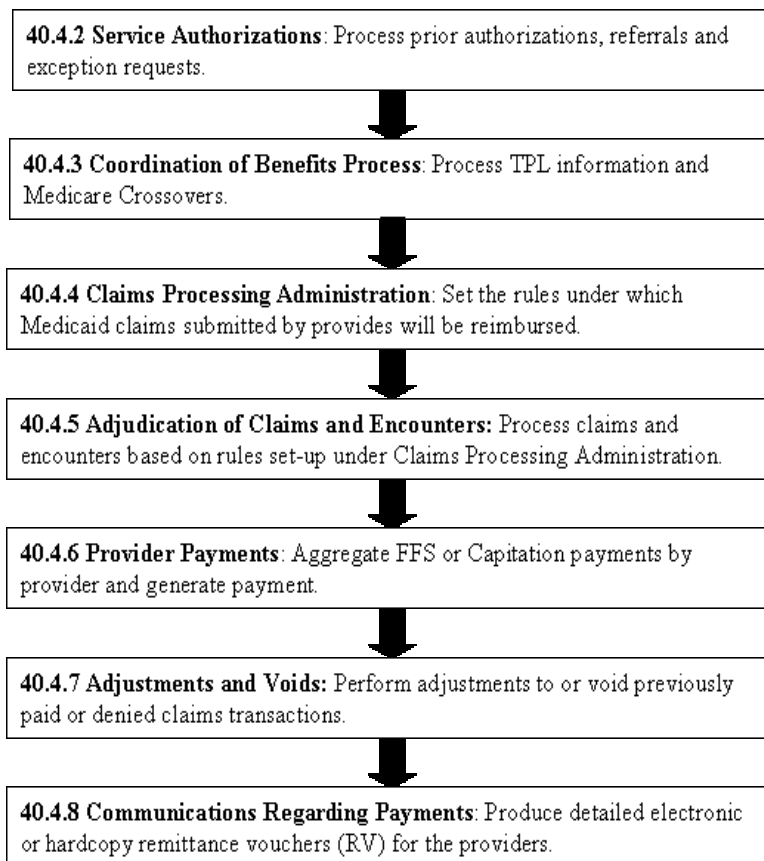 40.4.2 Service Authorizations: Process prior authorizations, referrals and
exception requests.
40.4.3 Coordination of Benefits Process: Process TPL information and
Medicare Crossovers.
40.4.4 Claims Processing Administration: Set the rules under which
Medicaid claims submitted by provides will be reimbursed.
40.4.5 Adjudication of Claims and Encounters: Process claims and
encounters based on rules set-up under Claims Processing Administration.
40.4.6 Provider Payments: Aggregate FFS or Capitation payments by
provider and generate payment.
40.4.7 Adjustments and Voids: Perform adjustments to or void previously
paid or denied claims transactions.
40.4.8 Communications Regarding Payments: Produce detailed electronic
or hardcopy remittance vouchers (RV) for the providers.